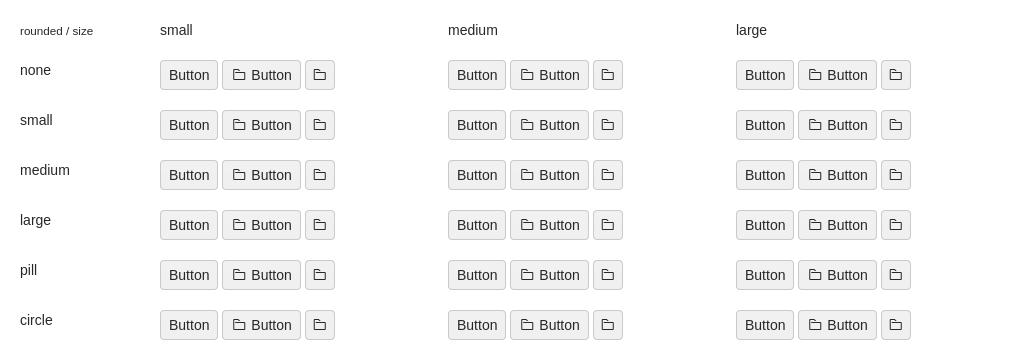 rounded / size small medium large
none Button Button Button Button Button Button
small Button Button Button Button Button Button
medium Button Button Button Button Button Button
large Button Button Button Button Button Button
pill Button Button Button Button Button Button
circle Button Button Button Button Button Button